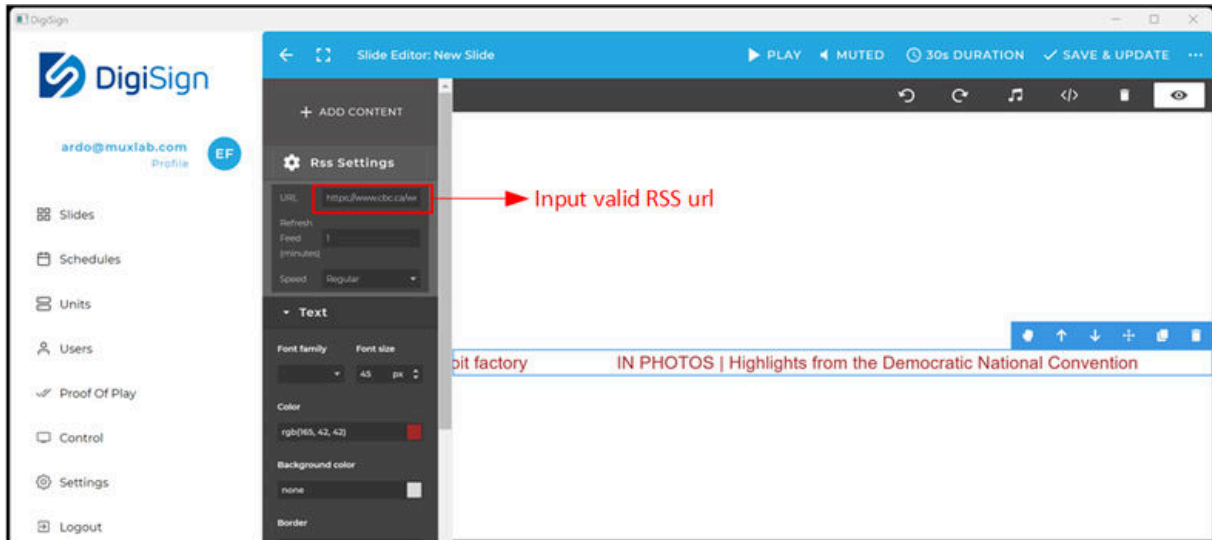 DigiSign
DigiSign
ardo@muxlab.com
Profile
EF
Slides
Schedules
Units
Users
Proof Of Play
Control
Settings
Logout
Slide Editor: New Slide
PLAY
MUTED
30s DURATION
SAVE & UPDATE
+ ADD CONTENT
Rss Settings
URL https://www.cbc.ca/we
Refresh
Feed 1
(minutes)
Speed Regular
Text
Font family Font size
45 px
Color
rgb(165, 42, 42)
Background color
none
Border
</>
Input valid RSS url
bit factory IN PHOTOS | Highlights from the Democratic National Convention